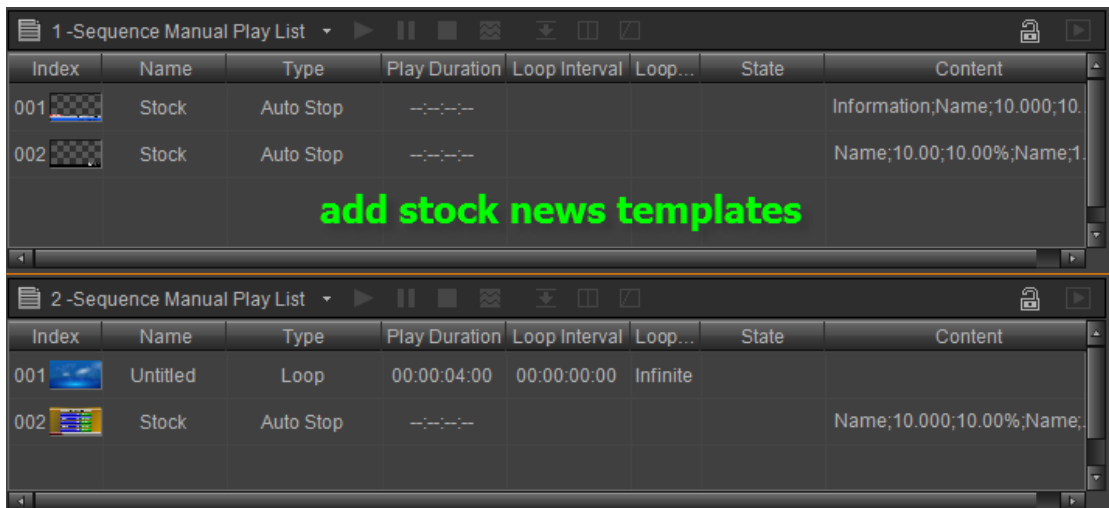 1 -Sequence Manual Play List
Index Name Type Play Duration Loop Interval Loop... State Content
001 Stock Auto Stop --:--:--:-- Information;Name;10.000;10.
002 Stock Auto Stop --:--:--:-- Name;10.00;10.00%;Name;1.
add stock news templates
2 -Sequence Manual Play List
Index Name Type Play Duration Loop Interval Loop... State Content
001 Untitled Loop 00:00:04:00 00:00:00:00 Infinite
002 Stock Auto Stop --:--:--:-- Name;10.000;10.00%;Name;.